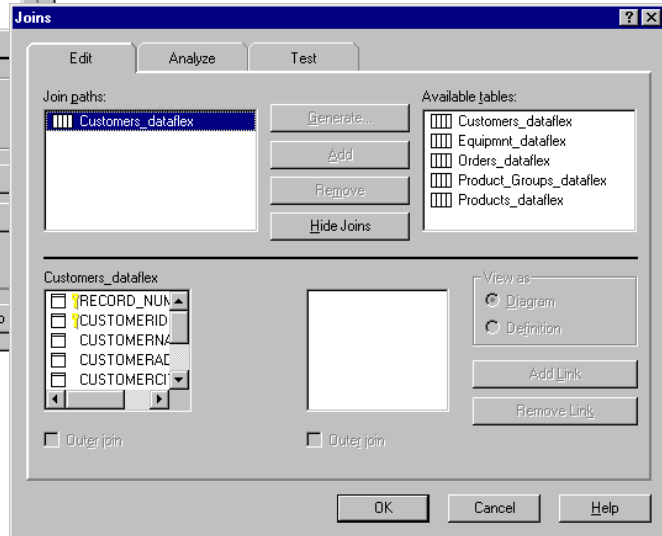 Joins
Edit Analyze Test
Join paths:
Customers_dataflex
Generate...
Add
Remove
Hide Joins
Available tables:
Customers_dataflex
Equipmnt_dataflex
Orders_dataflex
Product_Groups_dataflex
Products_dataflex
Customers_dataflex
RECORD_NUM
CUSTOMERID
CUSTOMERNA
CUSTOMERAD
CUSTOMERCI
Outer join
Outer join
View as
Diagram
Definition
Add Link
Remove Link
OK Cancel Help